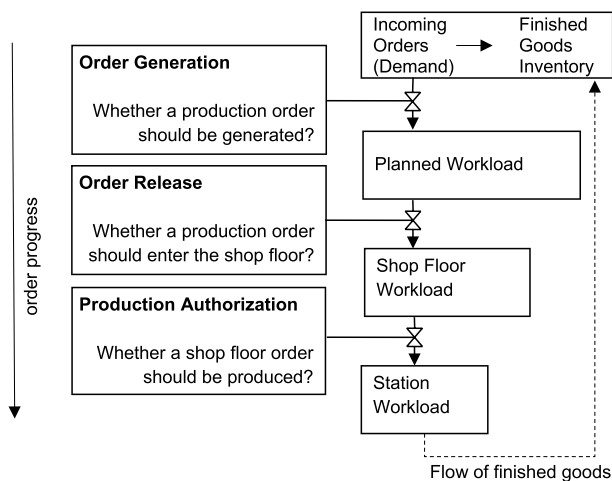 Incoming Orders (Demand)
Finished Goods Inventory
Order Generation
Whether a production order
should be generated?
Planned Workload
Order Release
Whether a production order
should enter the shop floor?
Shop Floor
Workload
Production Authorization
Whether a shop floor order
should be produced?
Station
Workload
order progress
Flow of finished goods